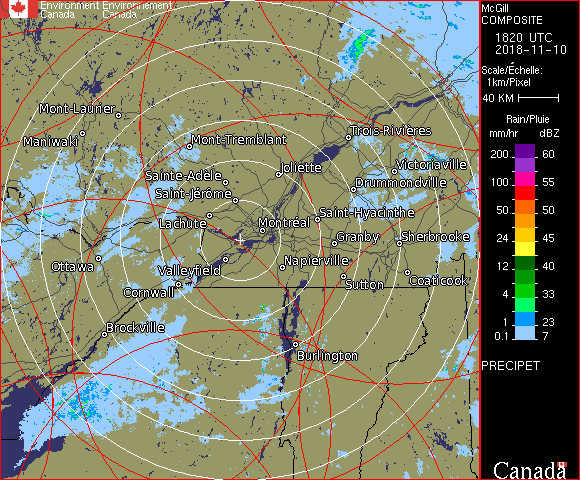 Environment Environnement
Canada Canada
McGill
COMPOSITE
1820 UTC
2018-11-10
Scale/Échelle:
1km/Pixel
40 KM
Rain/Pluie
mm/hr dBZ
200 60
100 55
50 50
24 45
12 40
4 33
1 23
0.1 7
PRECIPET
Canada
Mont-Laurier
Maniwaki
Mont-Tremblant
Trois-Rivières
Sainte-Adèle
Joliette
Victoriaville
Saint-Jérôme
Drummondville
Lachute
Montréal
Saint-Hyacinthe
Granby
Sherbrooke
Ottawa
Valleyfield
Napierville
Cornwall
Sutton
Coaticook
Brockville
Burlington